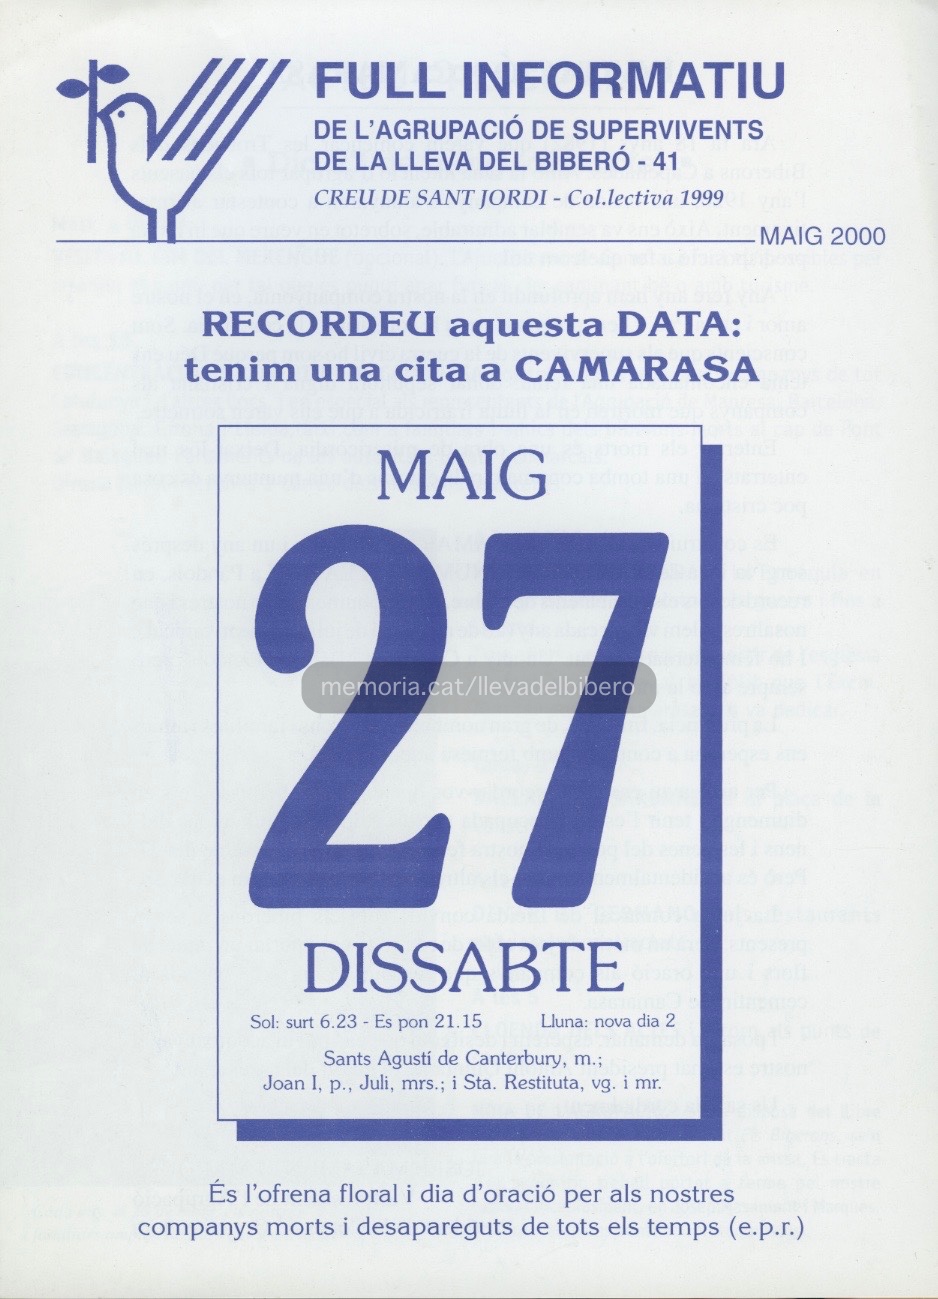 FULL INFORMATIU
DE L'AGRUPACIÓ DE SUPERVIVENTS
DE LA LLEVA DEL BIBERÓ - 41
CREU DE SANT JORDI - Col.lectiva 1999
MAIG 2000
RECORDEU aquesta DATA:
tenim una cita a CAMARASA
MAIG
27
memoria.cat/llevadelbibero
DISSABTE
Sol: surt 6.23 - Es pon 21.15 Lluna: nova dia 2
Sants Agustí de Canterbury, m.;
Joan I, p., Juli, mrs.; i Sta. Restituta, vg. i mr.
És l'ofrena floral i dia d'oració per als nostres
companys morts i desapareguts de tots els temps (e.p.r.)